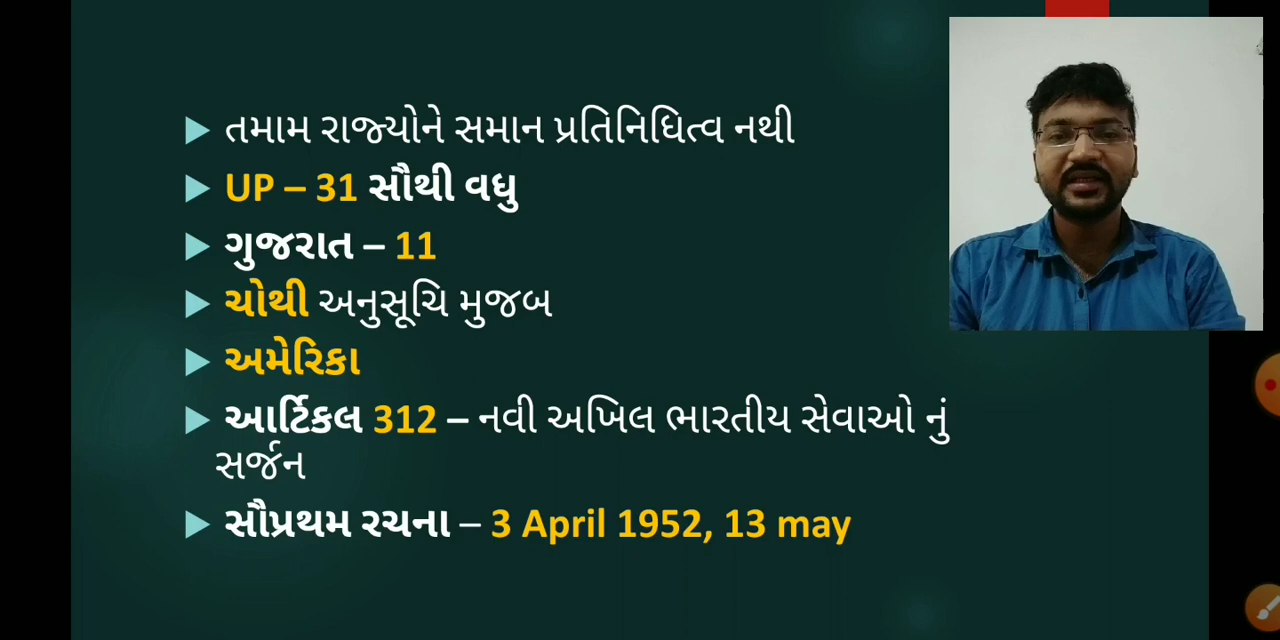 તમામ રાજ્યોને સમાન પ્રતિનિધિત્વ નથી
UP – 31 સૌથી વધુ
ગુજરાત – 11
ચોથી અનુસૂચિ મુજબ
અમેરિકા
આર્ટિકલ 312 – નવી અખિલ ભારતીય સેવાઓ નું
સર્જન
સૌપ્રથમ રચના – 3 April 1952, 13 may